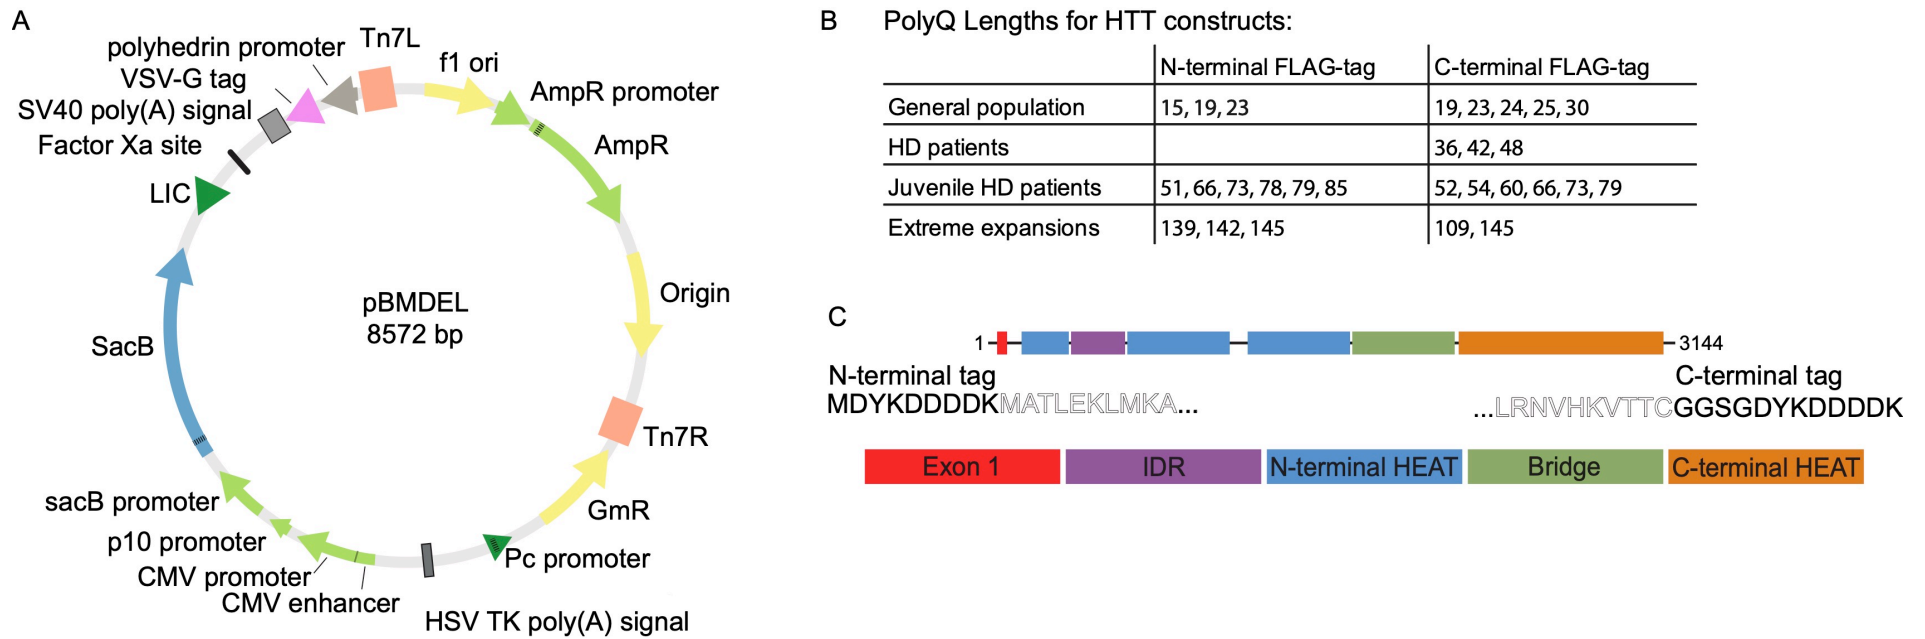 A
polyhedrin promoter
Tn7L
f1 ori
VSV-G tag
AmpR promoter
SV40 poly(A) signal
Factor Xa site
AmpR
LIC
pBMDEL
8572 bp
Origin
SacB
Tn7R
sacB promoter
GmR
p10 promoter
Pc promoter
CMV promoter
CMV enhancer
HSV TK poly(A) signal
B
PolyQ Lengths for HTT constructs:
N-terminal FLAG-tag C-terminal FLAG-tag
General population 15, 19, 23 19, 23, 24, 25, 30
HD patients 36, 42, 48
Juvenile HD patients 51, 66, 73, 78, 79, 85 52, 54, 60, 66, 73, 79
Extreme expansions 139, 142, 145 109, 145
C
1 3144
N-terminal tag C-terminal tag
MDYKDDDDKMATLEKLMKA... ...LRNVHKVTTCGGSGDYKDDDDK
Exon 1 IDR N-terminal HEAT Bridge C-terminal HEAT